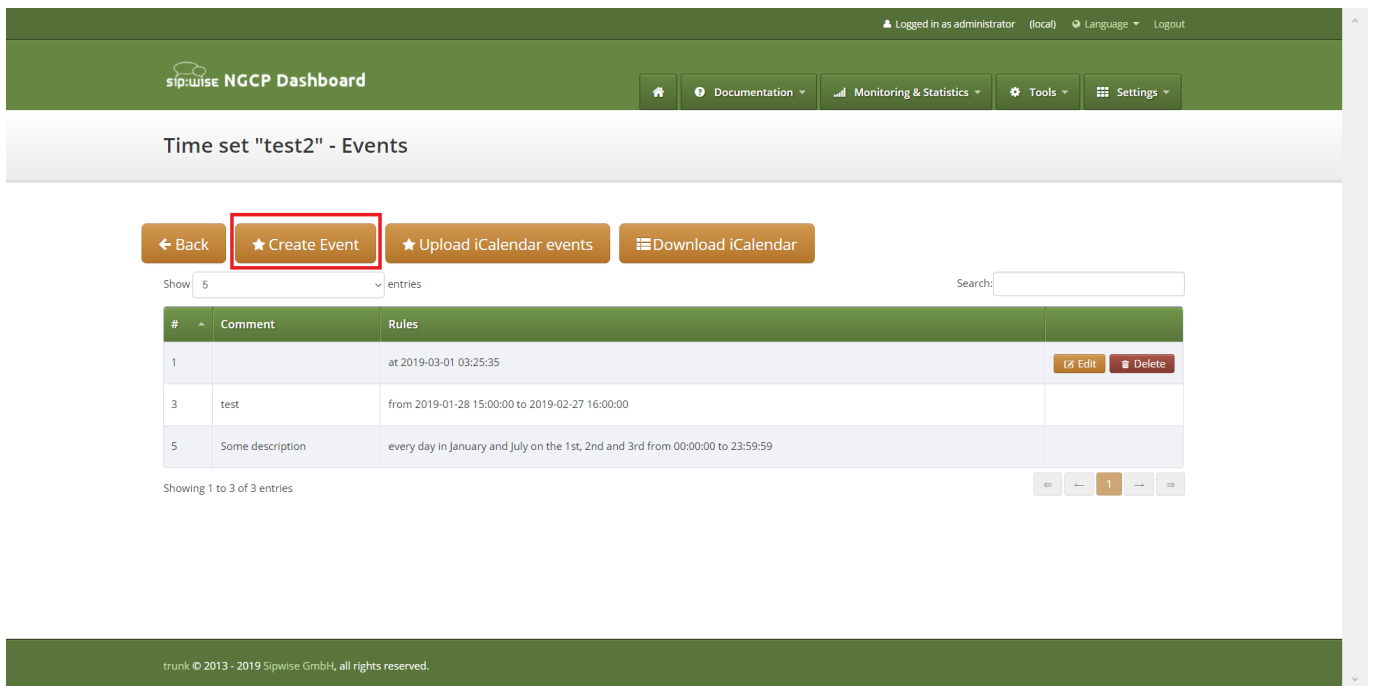 Logged in as administrator (local) Language Logout
sip:wise NGCP Dashboard
Documentation Monitoring & Statistics Tools Settings
Time set "test2" - Events
Back Create Event Upload iCalendar events Download iCalendar
Show 5 entries Search:
# Comment Rules
1 at 2019-03-01 03:25:35 Edit Delete
3 test from 2019-01-28 15:00:00 to 2019-02-27 16:00:00
5 Some description every day in January and July on the 1st, 2nd and 3rd from 00:00:00 to 23:59:59
Showing 1 to 3 of 3 entries ⇐ ← 1 → ⇒
trunk © 2013 - 2019 Sipwise GmbH, all rights reserved.